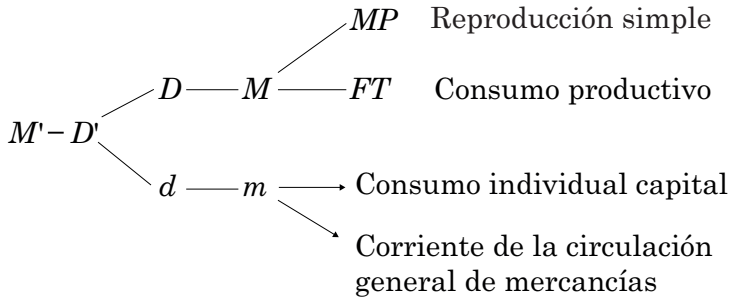 MP Reproducción simple
D M FT Consumo productivo
M'– D'
d m Consumo individual capital
Corriente de la circulación
general de mercancías